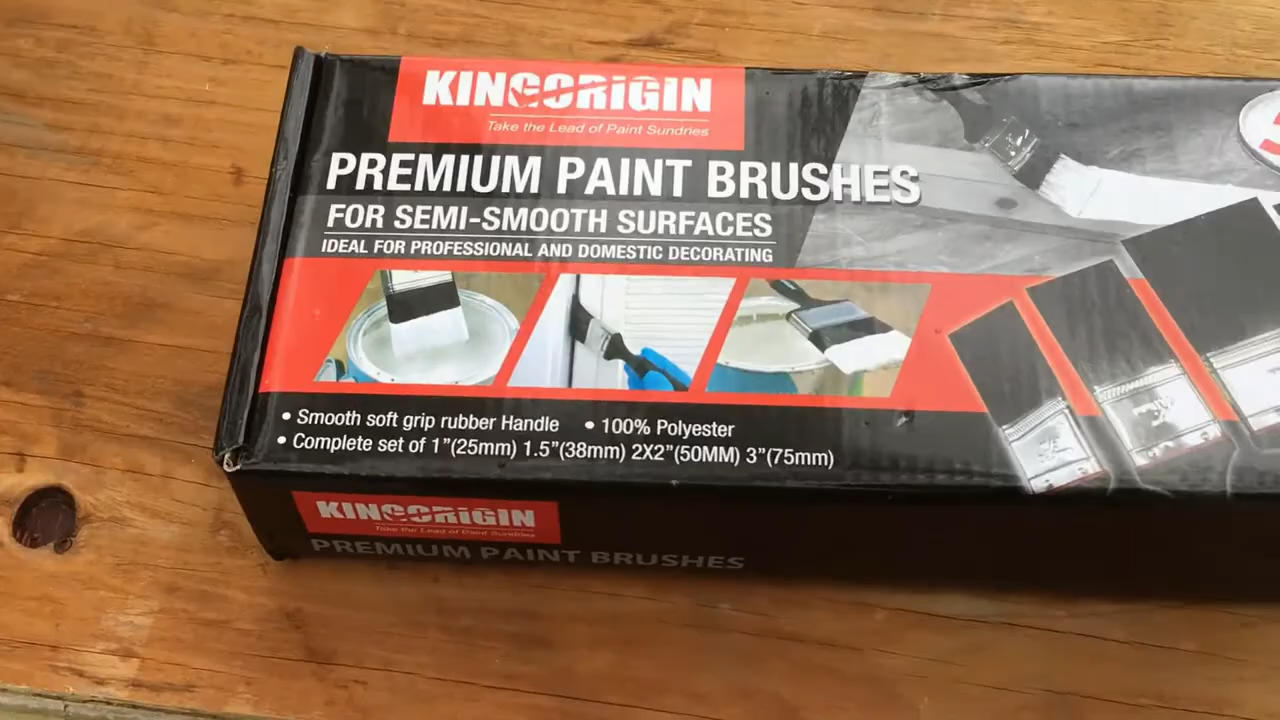 KINGORIGIN
Take the Lead of Paint Sundries
PREMIUM PAINT BRUSHES
FOR SEMI-SMOOTH SURFACES
IDEAL FOR PROFESSIONAL AND DOMESTIC DECORATING
• Smooth soft grip rubber Handle • 100% Polyester
• Complete set of 1”(25mm) 1.5”(38mm) 2X2”(50MM) 3”(75mm)
KINGORIGIN
Take the Lead of Paint Sundries
PREMIUM PAINT BRUSHES